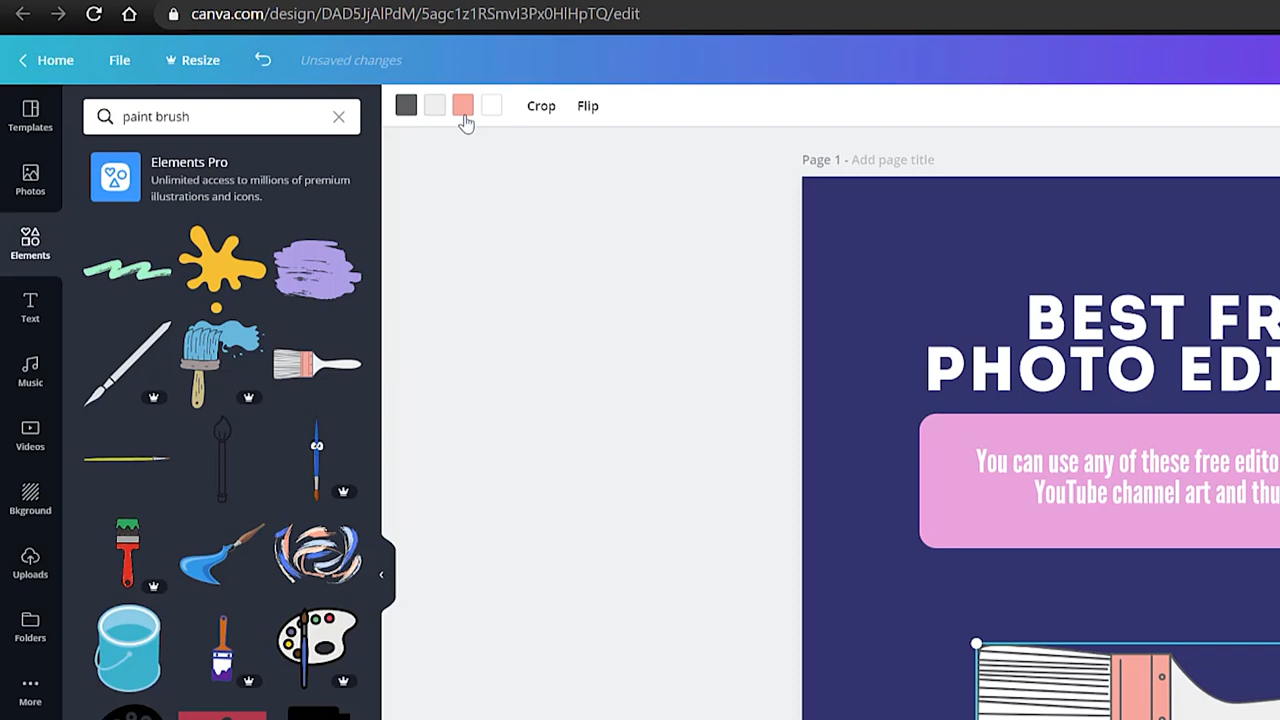 canva.com/design/DAD5JjAlPdM/5agc1z1RSmvl3Px0HlHpTQ/edit
Home File Resize Unsaved changes
paint brush
Crop Flip
Templates
Photos
Elements
Text
Music
Videos
Bkground
Uploads
Folders
More
Elements Pro
Unlimited access to millions of premium
illustrations and icons.
Page 1 - Add page title
BEST FR
PHOTO EDI
You can use any of these free edito
YouTube channel art and thu